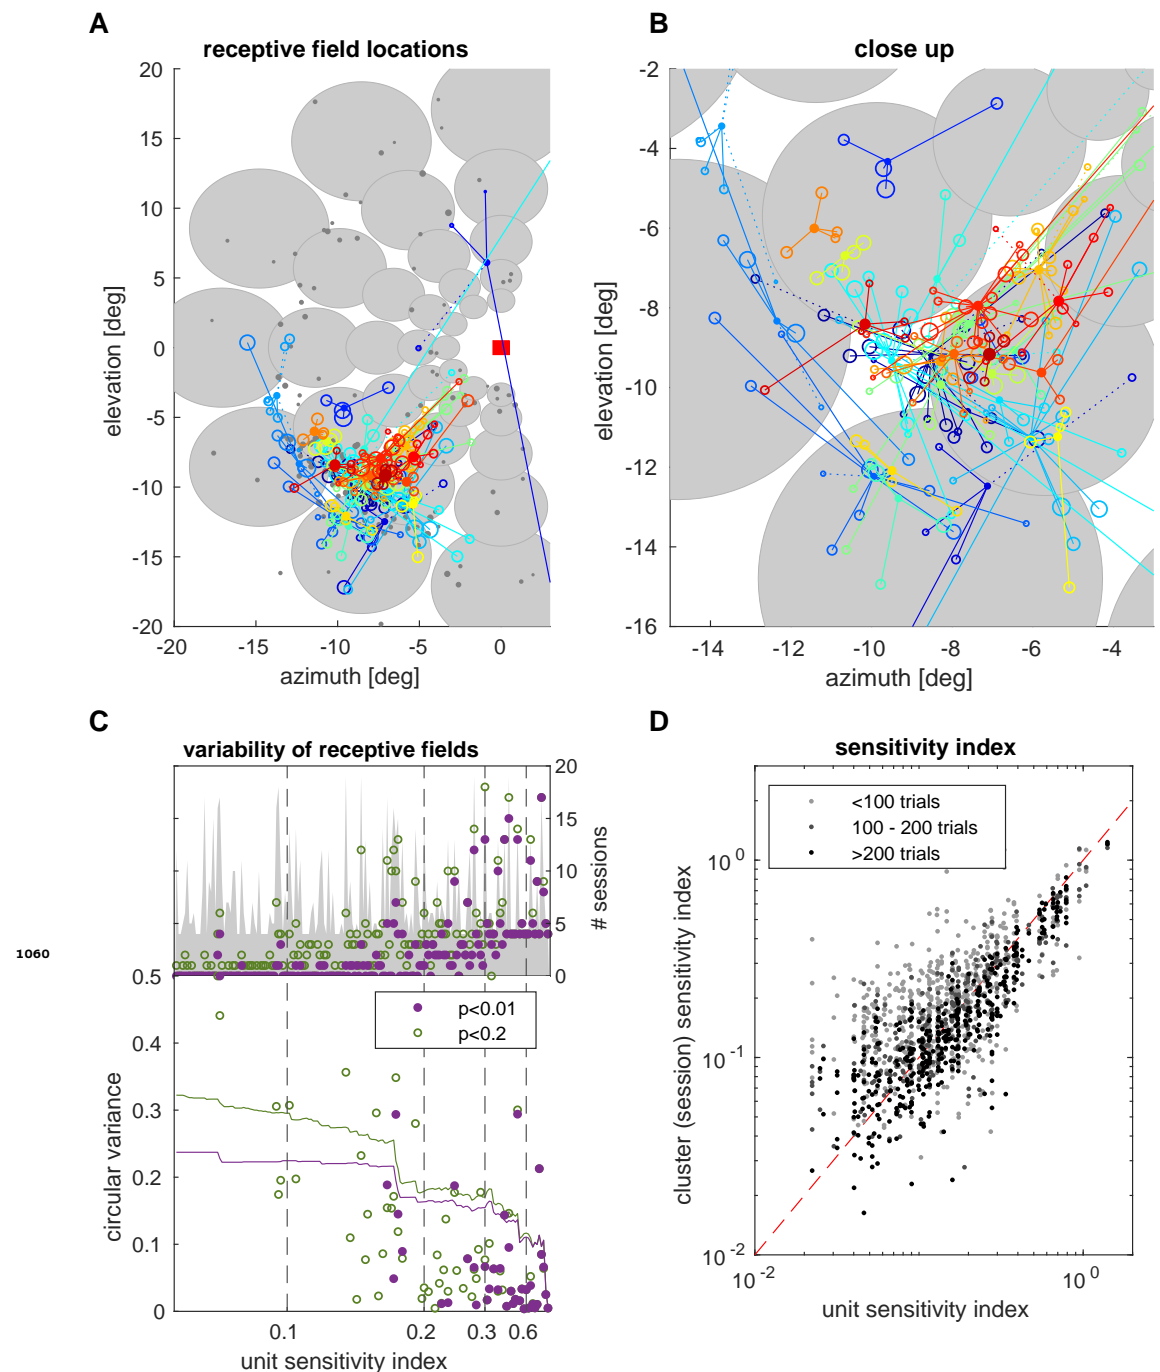 A
receptive field locations
20
15
10
5
0
-5
-10
-15
-20
elevation [deg]
-20
-15
-10
-5
0
azimuth [deg]
B
close up
-2
-4
-6
-8
-10
-12
-14
-16
elevation [deg]
-14
-12
-10
-8
-6
-4
azimuth [deg]
C
variability of receptive fields
20
15
10
5
0
# sessions
1060
0.5
0.4
0.3
0.2
0.1
0
circular variance
p<0.01
p<0.2
0.1
0.2
0.3
0.6
unit sensitivity index
D
sensitivity index
<100 trials
100 - 200 trials
>200 trials
10^0
10^-1
10^-2
cluster (session) sensitivity index
10^-2
10^0
unit sensitivity index